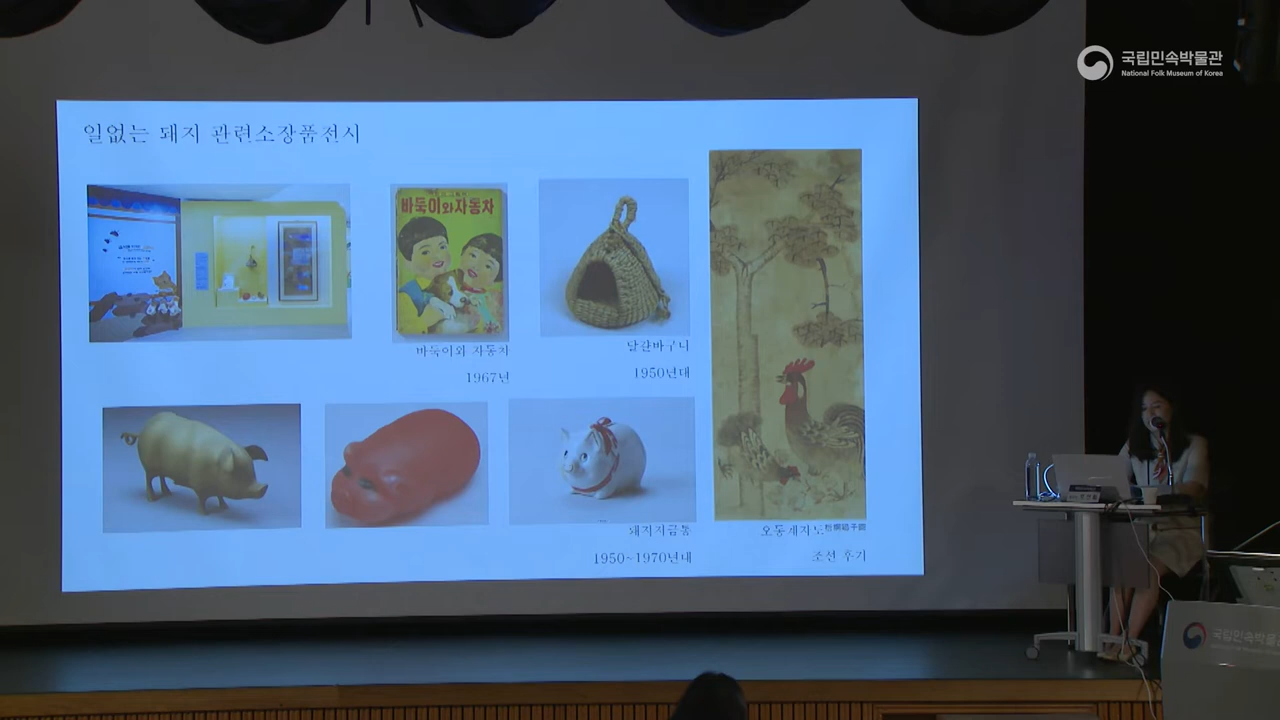 국립민속박물관
National Folk Museum of Korea
일없는 돼지 관련소장품전시
바둑이와자동차
바둑이와 자동차
1967년
달걀바구니
1950년대
돼지저금통
1950~1970년대
오동계자도
조선 후기
국립민속박물관